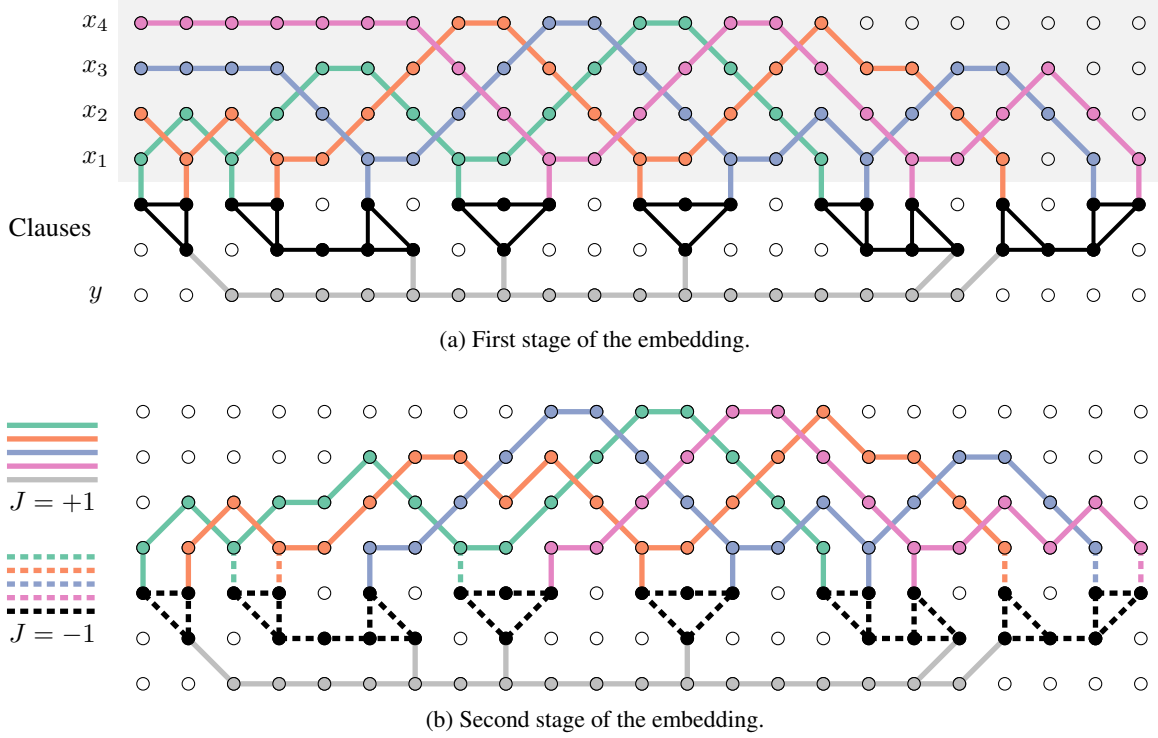 x₄
x₃
x₂
x₁
Clauses
y
(a) First stage of the embedding.
J = +1
J = −1
(b) Second stage of the embedding.